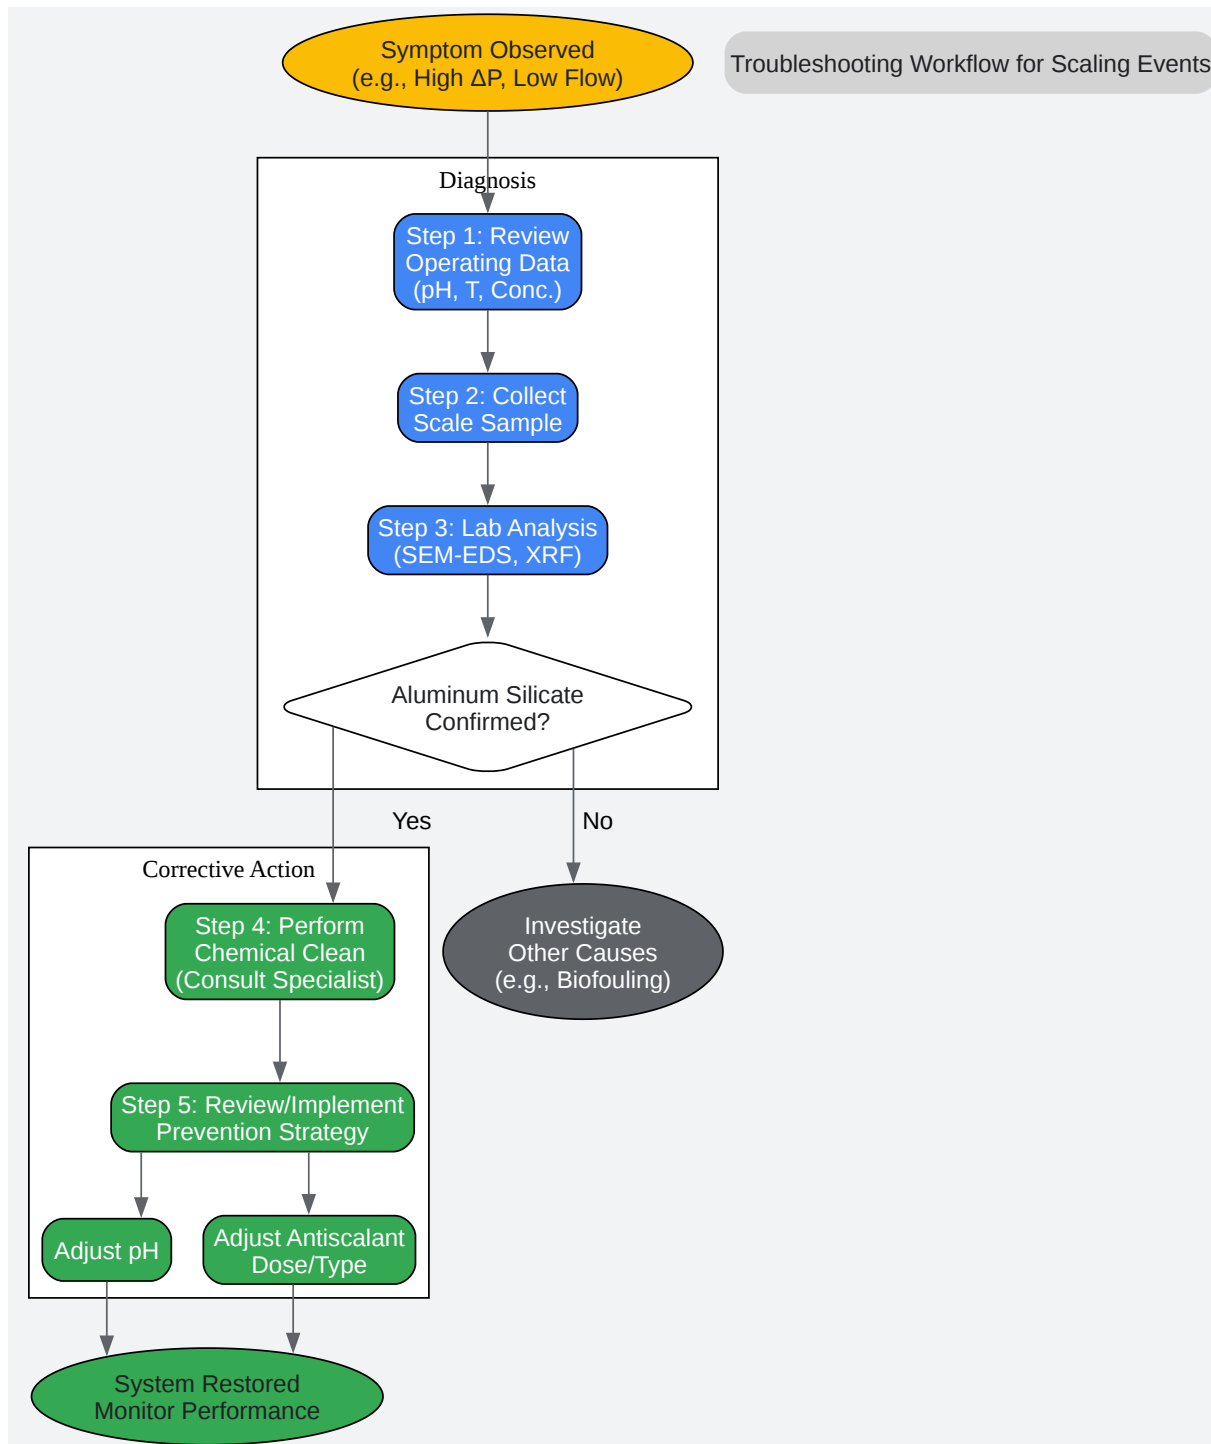 Symptom Observed
(e.g., High ΔP, Low Flow)
Troubleshooting Workflow for Scaling Events
Diagnosis
Step 1: Review
Operating Data
(pH, T, Conc.)
Step 2: Collect
Scale Sample
Step 3: Lab Analysis
(SEM-EDS, XRF)
Aluminum Silicate
Confirmed?
Yes
No
Corrective Action
Step 4: Perform
Chemical Clean
(Consult Specialist)
Investigate
Other Causes
(e.g., Biofouling)
Step 5: Review/Implement
Prevention Strategy
Adjust pH
Adjust Antiscalant
Dose/Type
System Restored
Monitor Performance